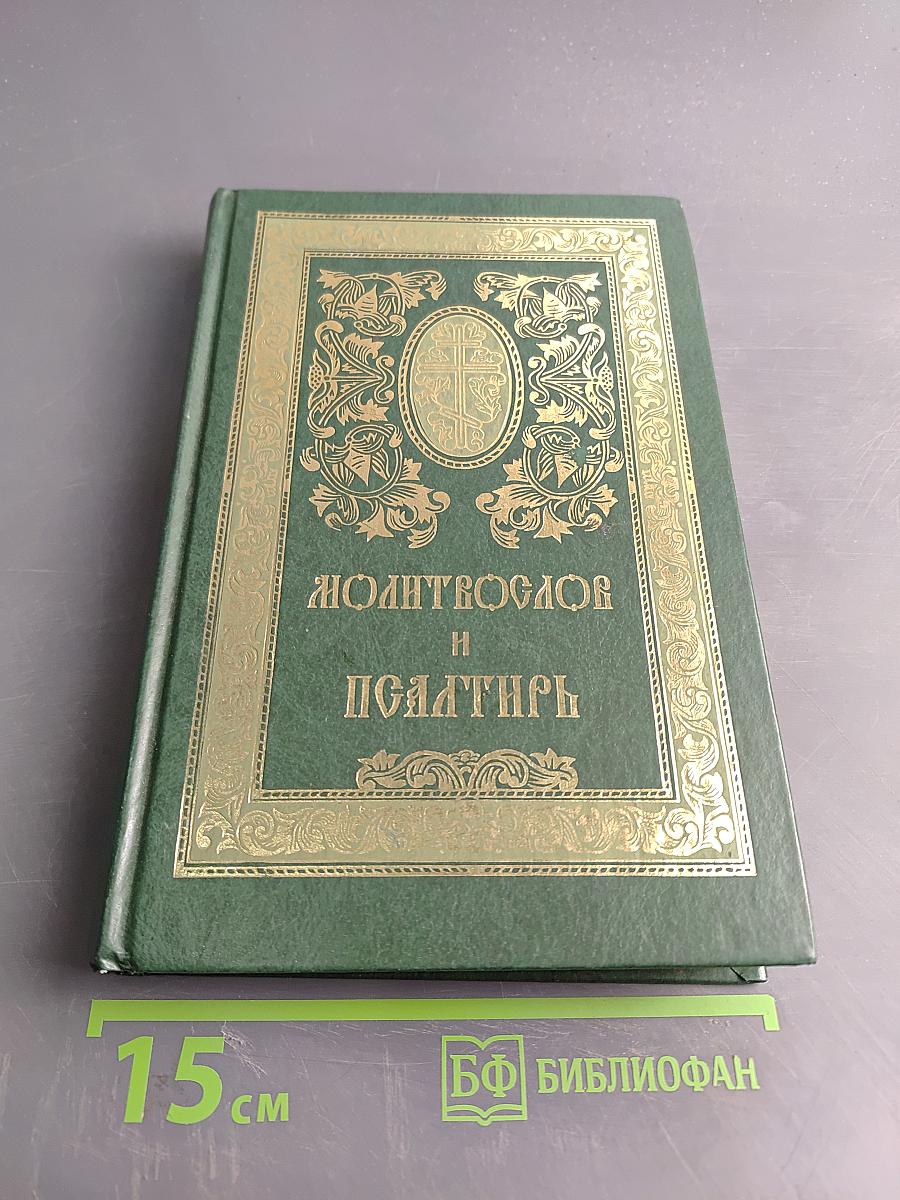 МОЛИТВОСЛОВ
и
ПСАЛТИРЬ
15 см
БФ БИБЛИОФАН